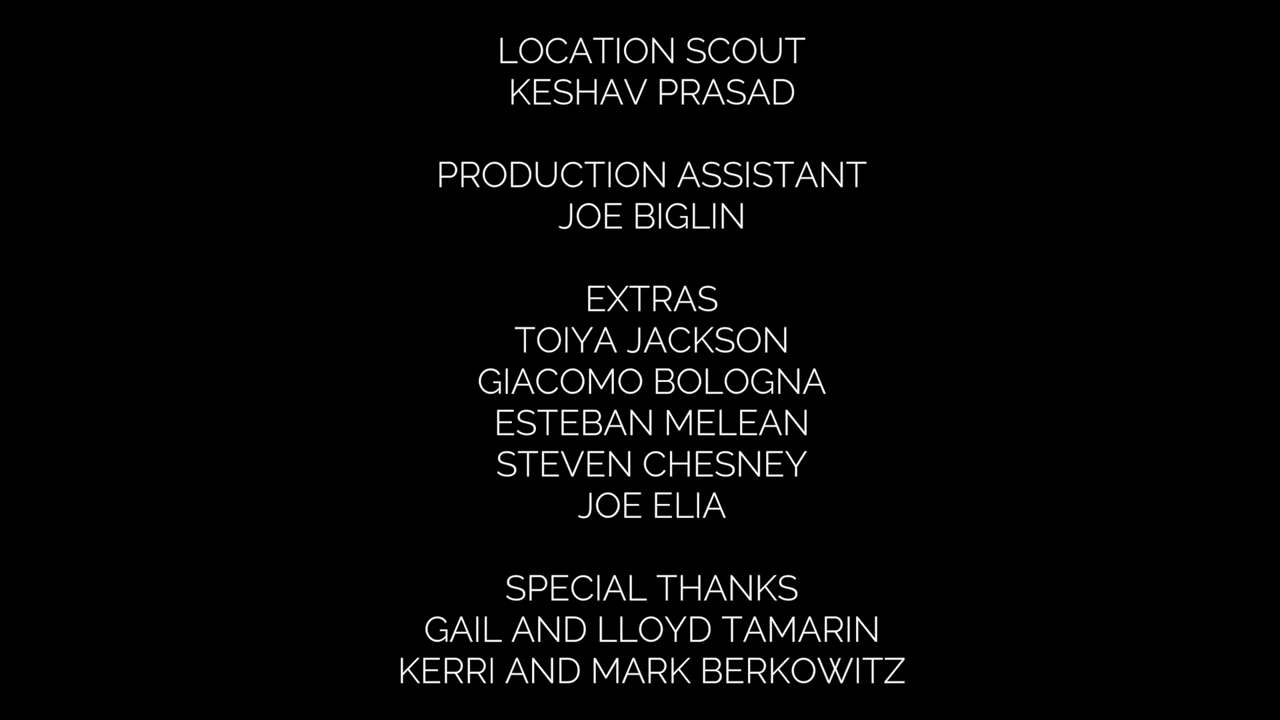 LOCATION SCOUT
KESHAV PRASAD
PRODUCTION ASSISTANT
JOE BIGLIN
EXTRAS
TOIYA JACKSON
GIACOMO BOLOGNA
ESTEBAN MELEAN
STEVEN CHESNEY
JOE ELIA
SPECIAL THANKS
GAIL AND LLOYD TAMARIN
KERRI AND MARK BERKOWITZ